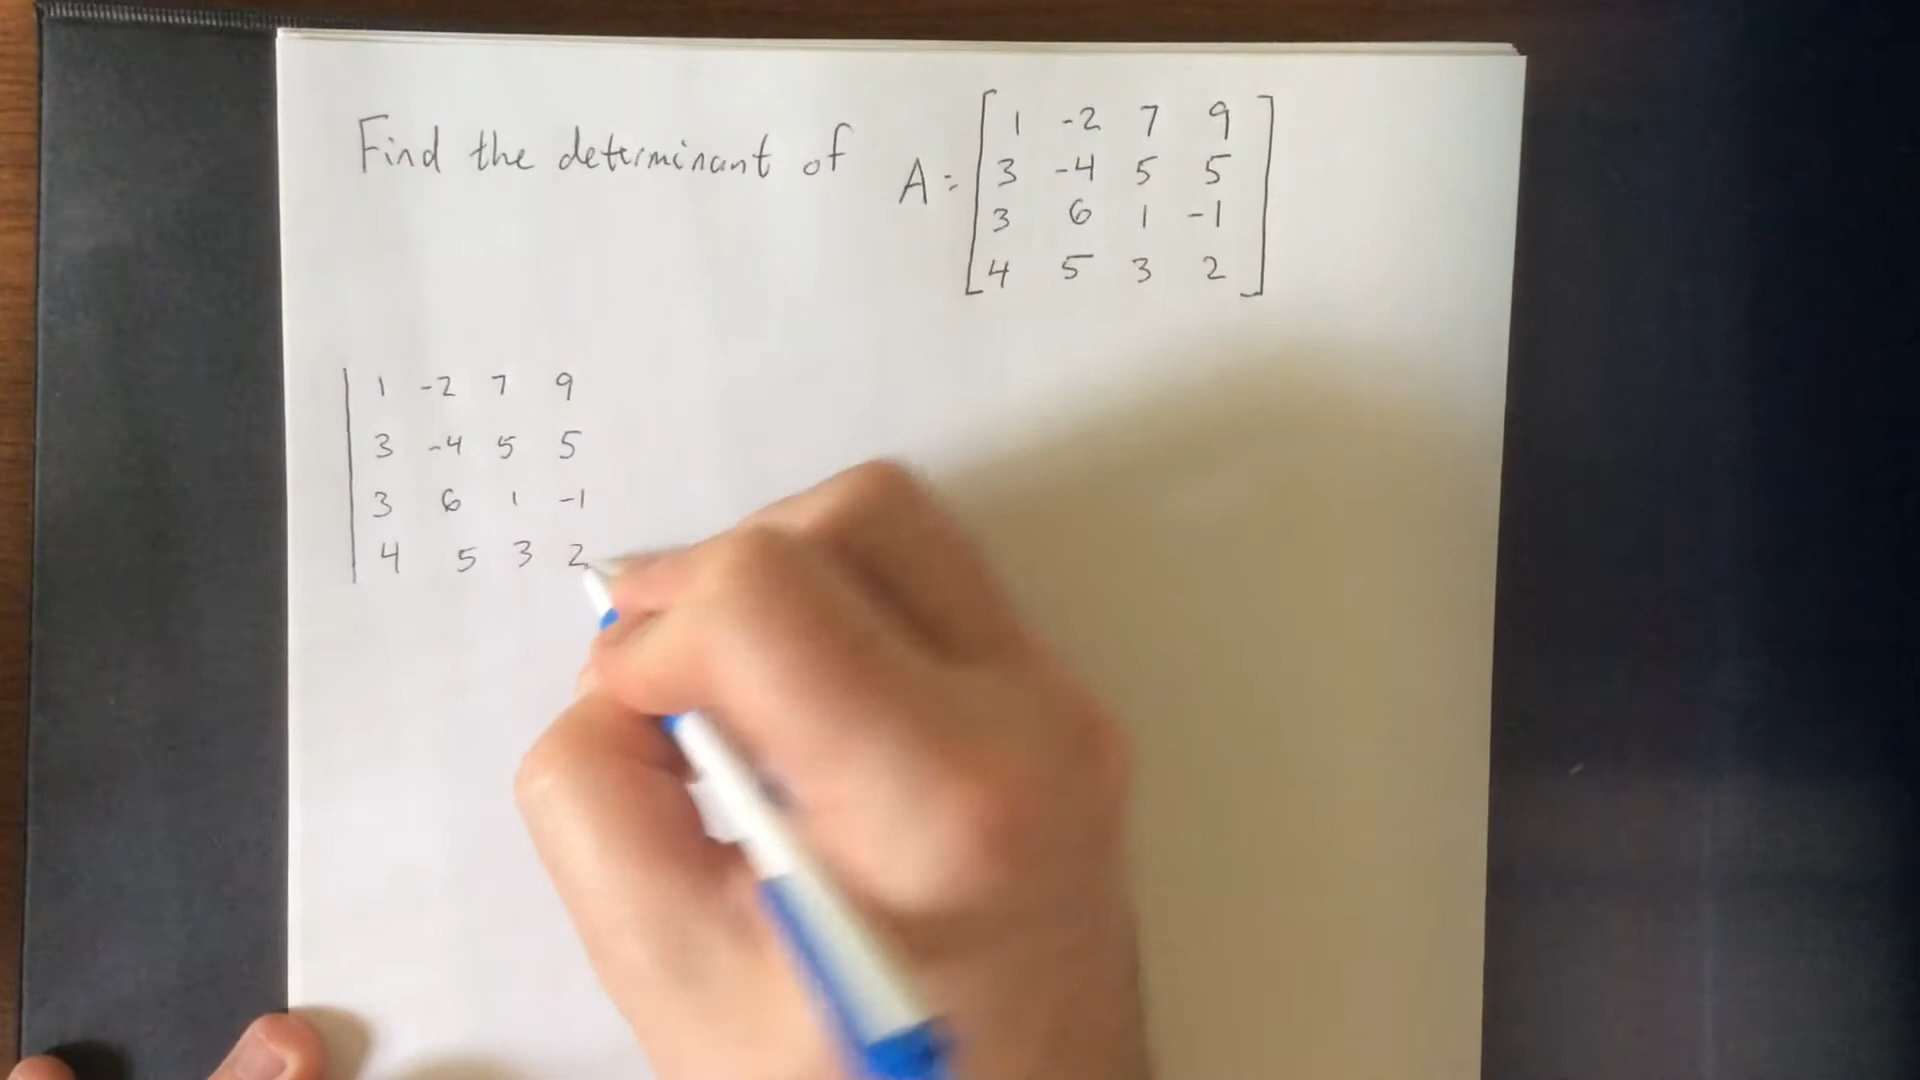 Find the determinant of A = [ 1 -2 7 9
3 -4 5 5
3 6 1 -1
4 5 3 2 ]
| 1 -2 7 9
3 -4 5 5
3 6 1 -1
4 5 3 2